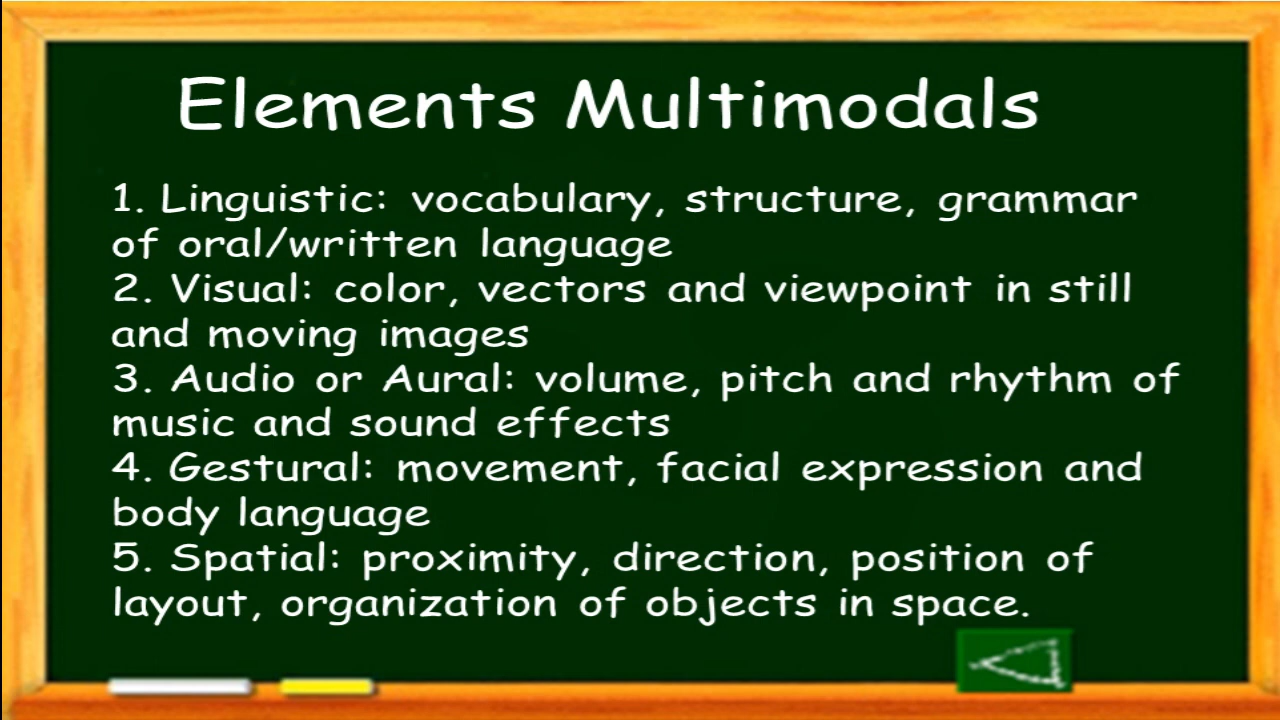 Elements Multimodals
1. Linguistic: vocabulary, structure, grammar
of oral/written language
2. Visual: color, vectors and viewpoint in still
and moving images
3. Audio or Aural: volume, pitch and rhythm of
music and sound effects
4. Gestural: movement, facial expression and
body language
5. Spatial: proximity, direction, position of
layout, organization of objects in space.